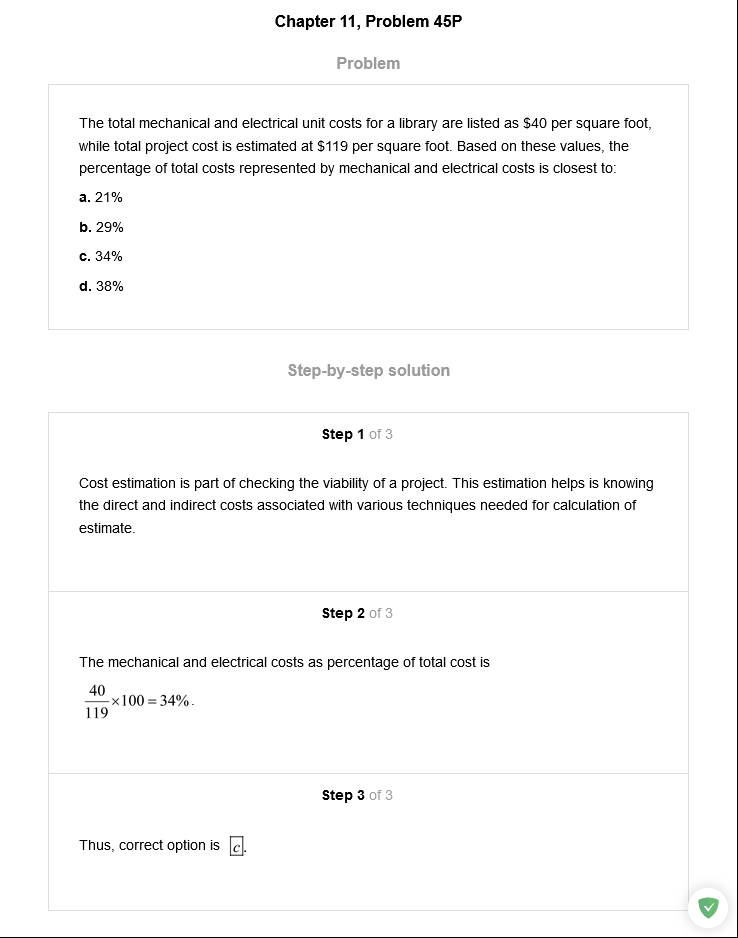 Chapter 11, Problem 45P
Problem
The total mechanical and electrical unit costs for a library are listed as $40 per square foot,
while total project cost is estimated at $119 per square foot. Based on these values, the
percentage of total costs represented by mechanical and electrical costs is closest to:
a. 21%
b. 29%
c. 34%
d. 38%
Step-by-step solution
Step 1 of 3
Cost estimation is part of checking the viability of a project. This estimation helps is knowing
the direct and indirect costs associated with various techniques needed for calculation of
estimate.
Step 2 of 3
The mechanical and electrical costs as percentage of total cost is
40
×100 = 34%.
119
Step 3 of 3
Thus, correct option is c.